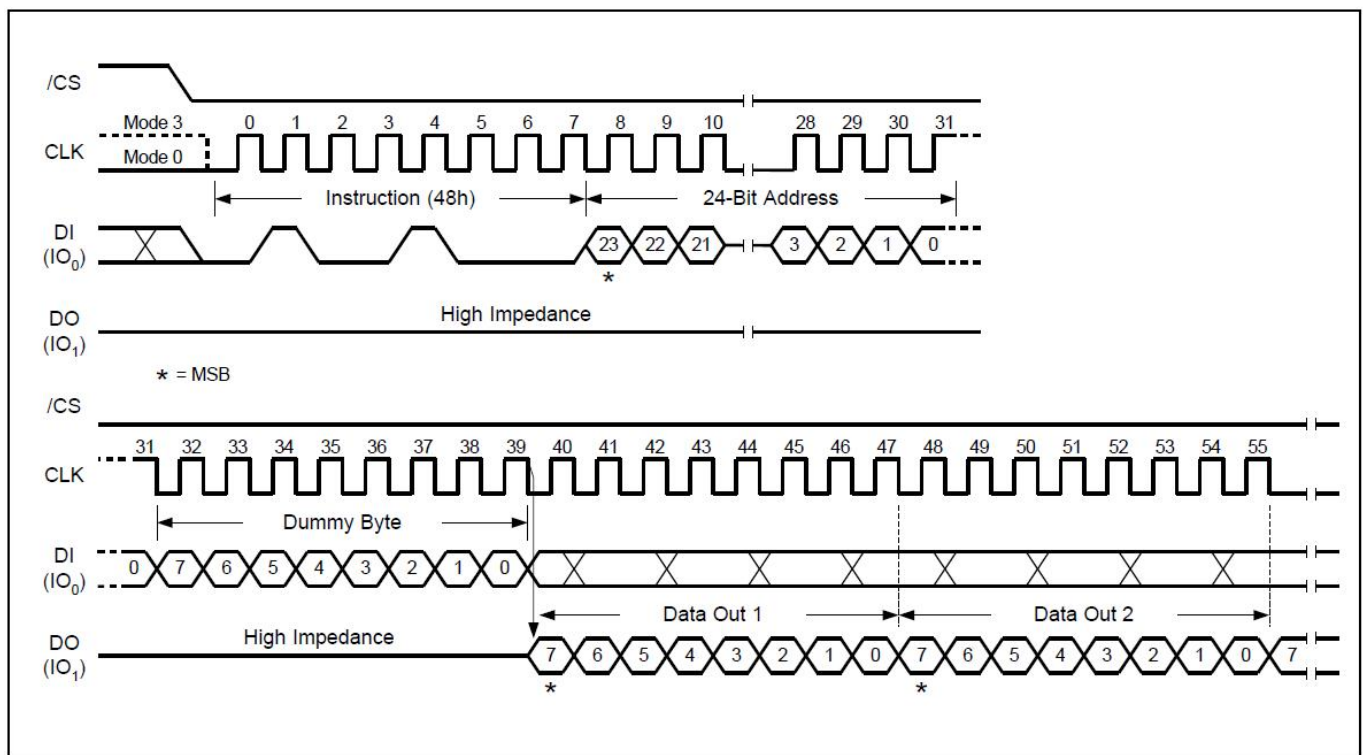 /CS
Mode 3 0 1 2 3 4 5 6 7 8 9 10 28 29 30 31
CLK Mode 0
Instruction (48h) 24-Bit Address
DI
(IO0) 23 22 21 3 2 1 0
*
High Impedance
DO
(IO1)
* = MSB
/CS
31 32 33 34 35 36 37 38 39 40 41 42 43 44 45 46 47 48 49 50 51 52 53 54 55
CLK
Dummy Byte
DI
(IO0) 0 7 6 5 4 3 2 1 0
Data Out 1 Data Out 2
High Impedance
DO
(IO1) 7 6 5 4 3 2 1 0 7 6 5 4 3 2 1 0 7
* *